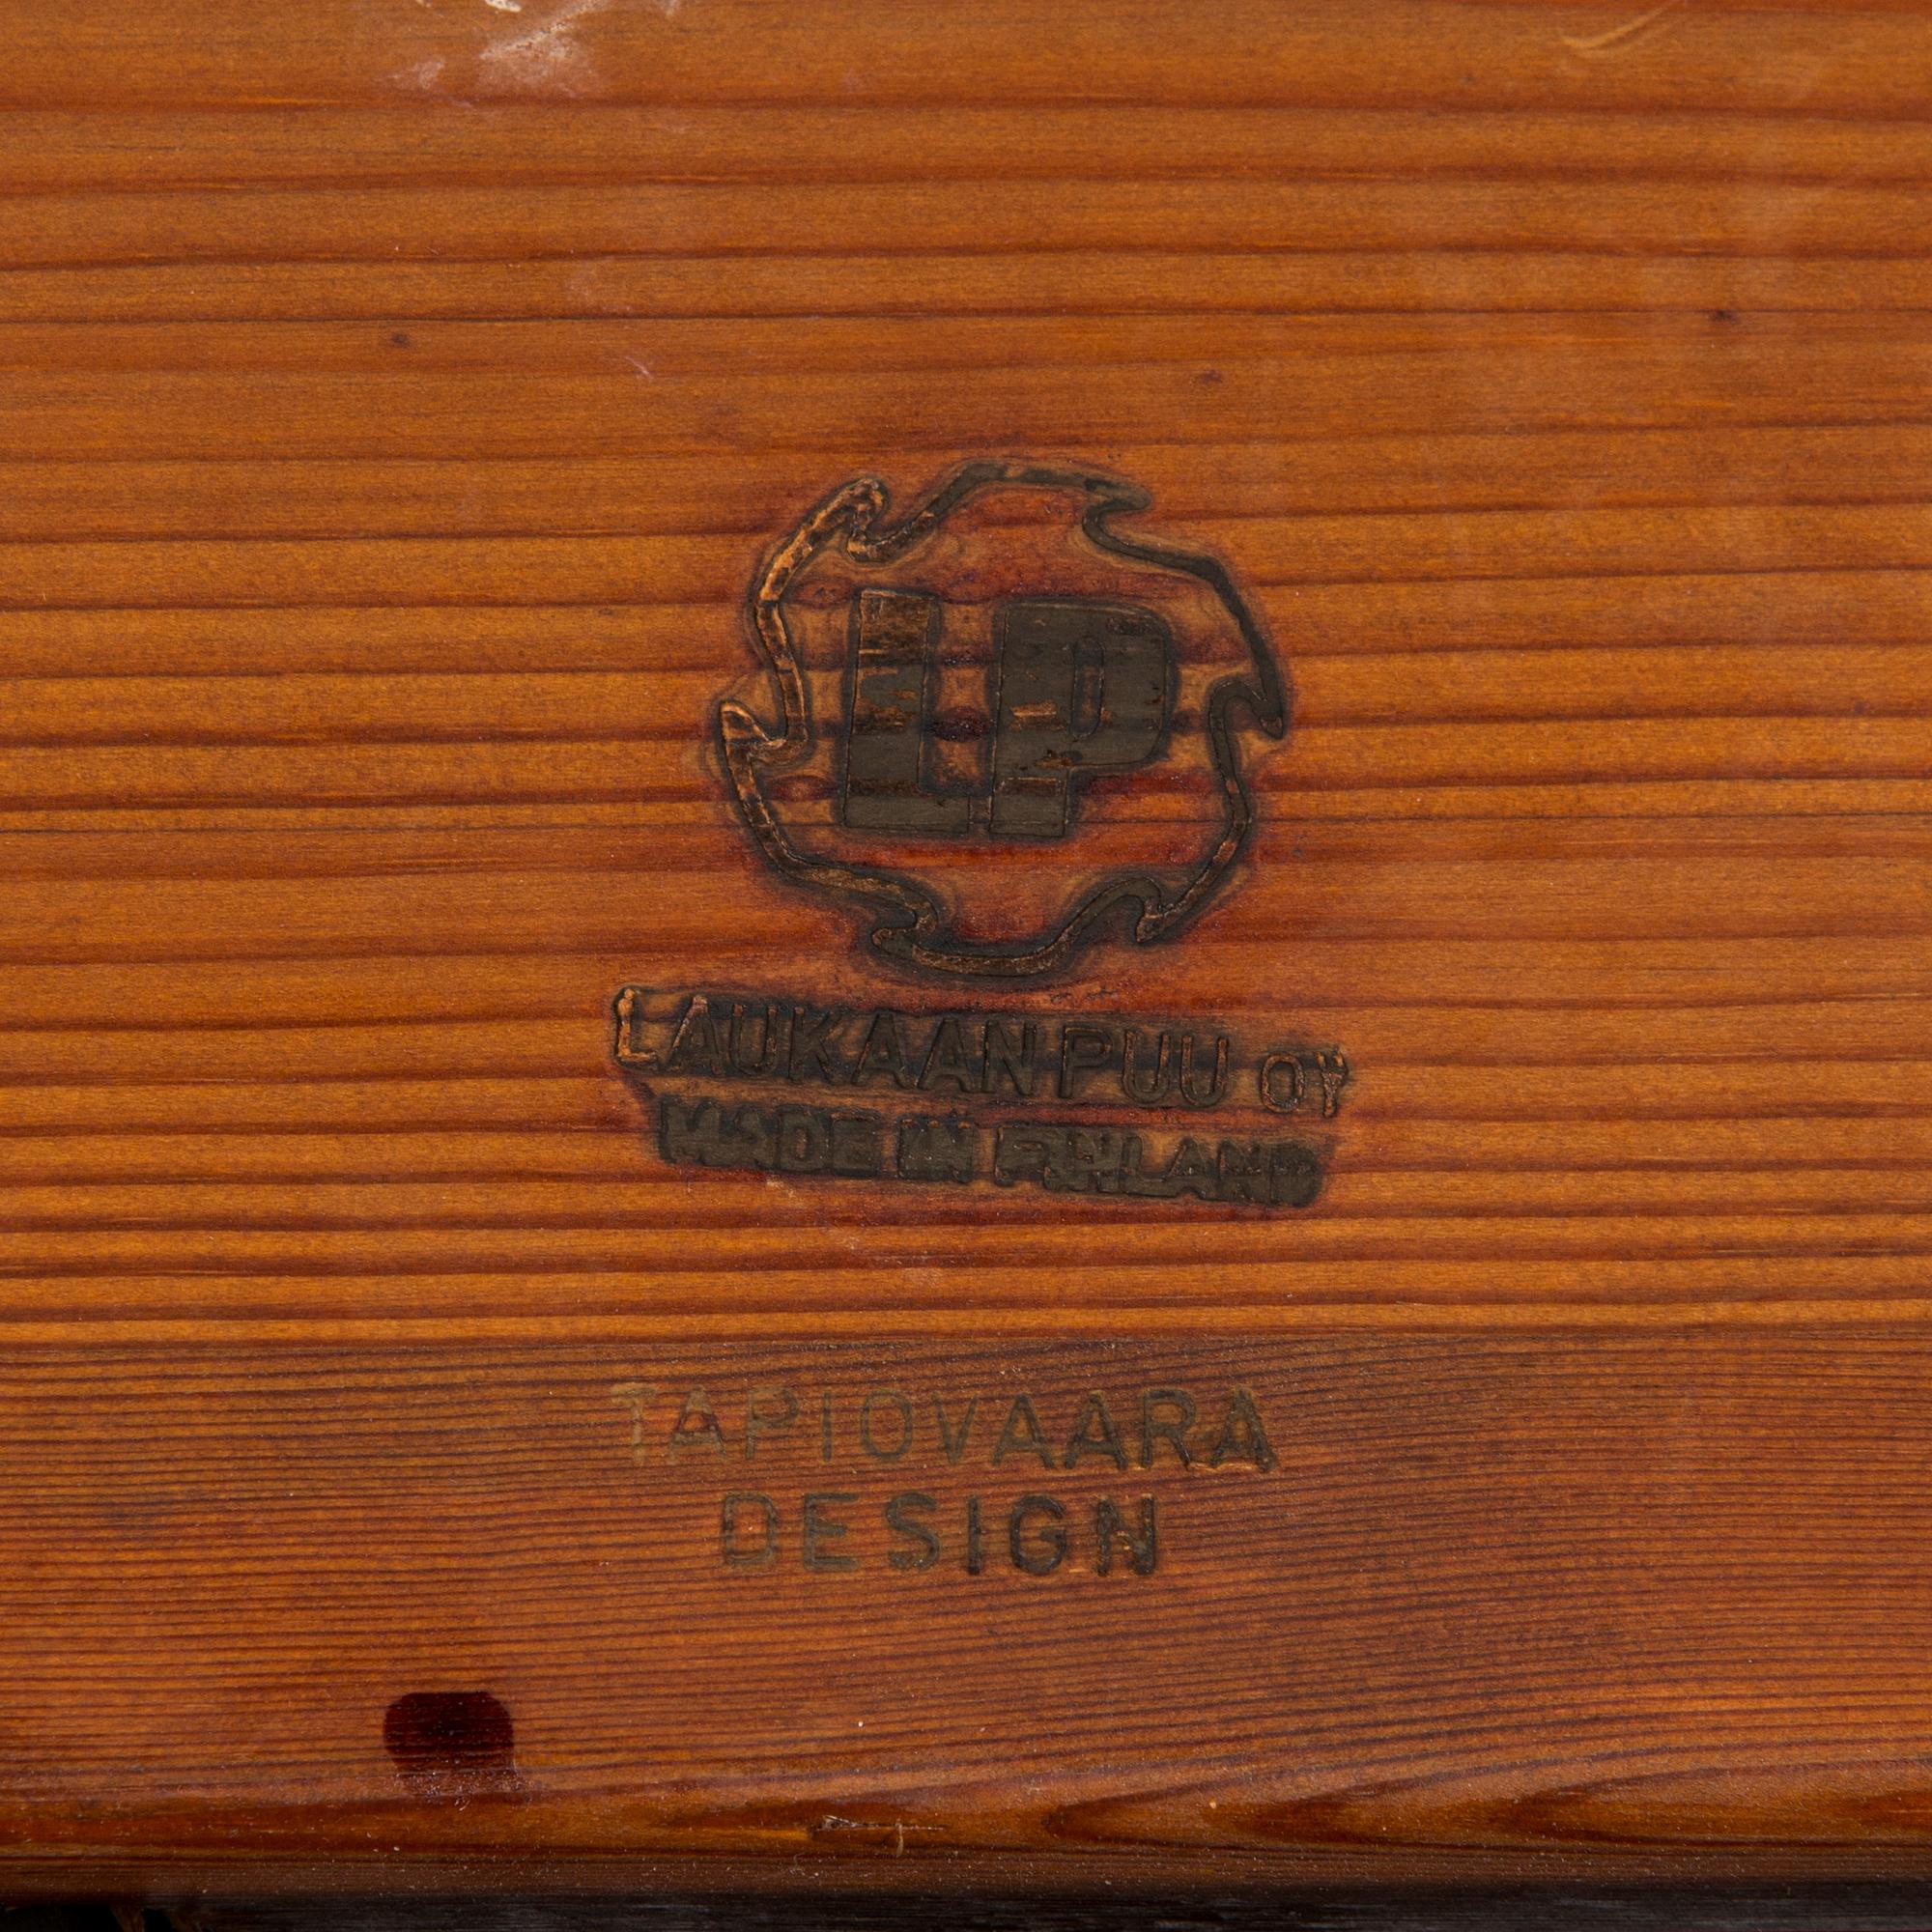 LP
LAUKAAN PUU OY
MADE IN FINLAND
TAPIOVAARA
DESIGN